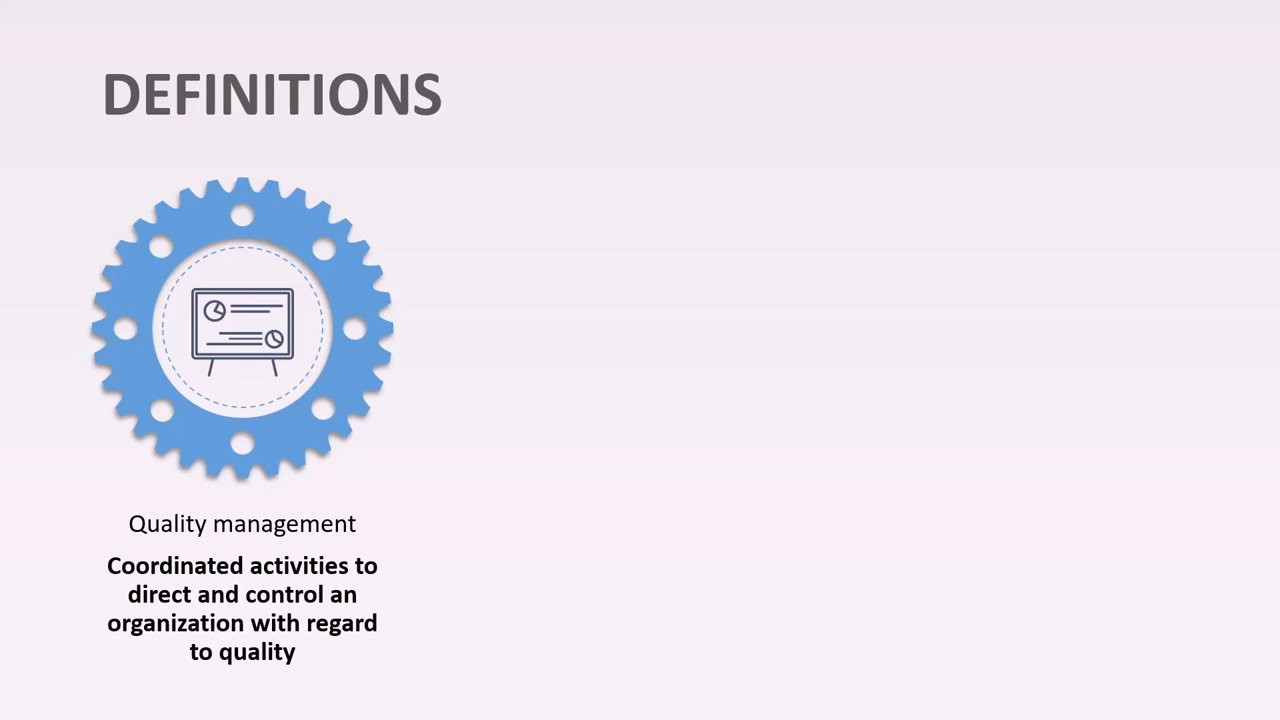 DEFINITIONS
Quality management
Coordinated activities to
direct and control an
organization with regard
to quality